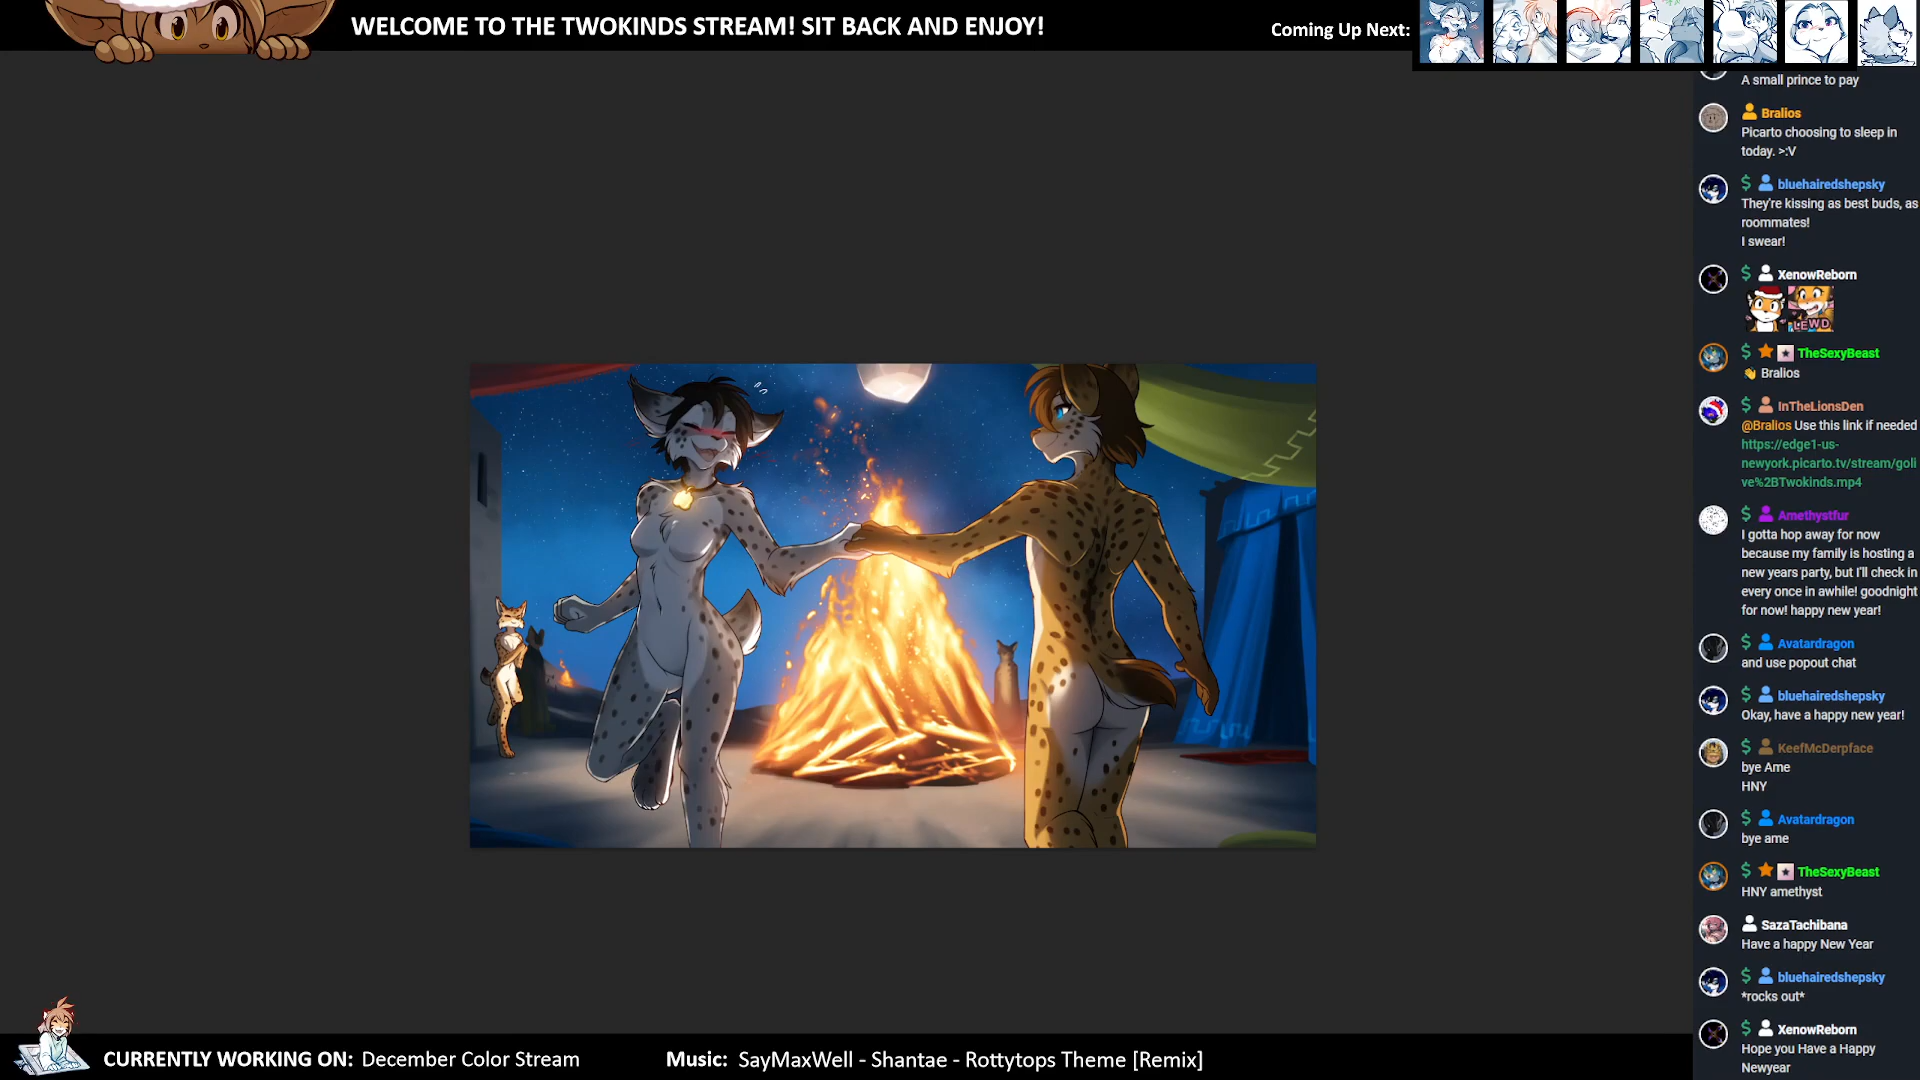 WELCOME TO THE TWOKINDS STREAM! SIT BACK AND ENJOY!
Coming Up Next:
A small prince to pay
Bralios
Picarto choosing to sleep in
today. >:V
$ bluehairedshepsky
They're kissing as best buds, as
roommates!
I swear!
$ XenowReborn
LEWD
$ TheSexyBeast
👋 Bralios
$ InTheLionsDen
@Bralios Use this link if needed
https://edge1-us-
newyork.picarto.tv/stream/goli
ve%2BTwokinds.mp4
$ Amethystfur
I gotta hop away for now
because my family is hosting a
new years party, but I'll check in
every once in awhile! goodnight
for now! happy new year!
$ Avatardragon
and use popout chat
$ bluehairedshepsky
Okay, have a happy new year!
$ KeefMcDerpface
bye Ame
HNY
$ Avatardragon
bye ame
$ TheSexyBeast
HNY amethyst
SazaTachibana
Have a happy New Year
$ bluehairedshepsky
*rocks out*
$ XenowReborn
Hope you Have a Happy
Newyear
CURRENTLY WORKING ON: December Color Stream
Music: SayMaxWell - Shantae - Rottytops Theme [Remix]